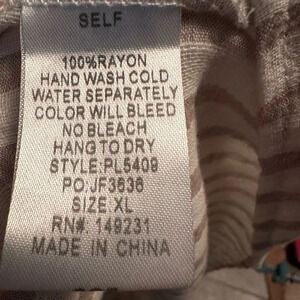 SELF
100%RAYON
HAND WASH COLD
WATER SEPARATELY
COLOR WILL BLEED
NO BLEACH
HANG TO DRY
STYLE:PL5409
PO:JF3636
SIZE: XL
RN#: 149231
MADE IN CHINA